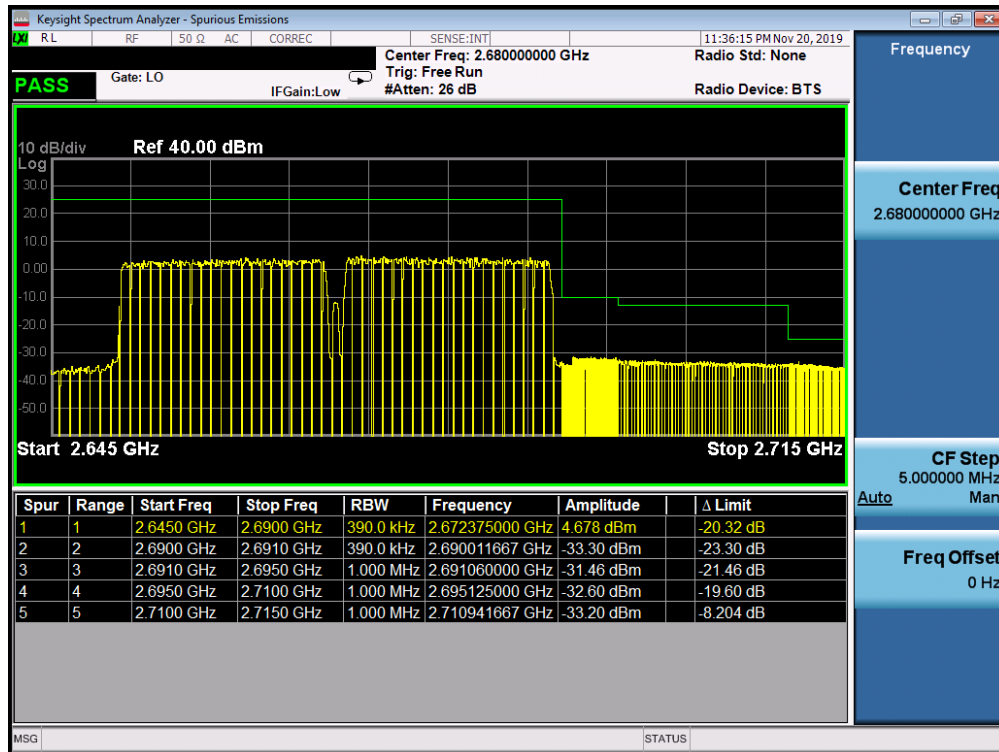 Keysight Spectrum Analyzer - Spurious Emissions
LXI RL RF 50 Ω AC CORREC SENSE:INT 11:36:15 PM Nov 20, 2019
Center Freq: 2.680000000 GHz Radio Std: None
Trig: Free Run
PASS Gate: LO IFGain:Low #Atten: 26 dB Radio Device: BTS
10 dB/div Ref 40.00 dBm
Log
30.0
20.0
10.0
0.00
-10.0
-20.0
-30.0
-40.0
-50.0
Start 2.645 GHz Stop 2.715 GHz
Spur Range Start Freq Stop Freq RBW Frequency Amplitude Δ Limit
1 1 2.6450 GHz 2.6900 GHz 390.0 kHz 2.672375000 GHz 4.678 dBm -20.32 dB
2 2 2.6900 GHz 2.6910 GHz 390.0 kHz 2.690011667 GHz -33.30 dBm -23.30 dB
3 3 2.6910 GHz 2.6950 GHz 1.000 MHz 2.691060000 GHz -31.46 dBm -21.46 dB
4 4 2.6950 GHz 2.7100 GHz 1.000 MHz 2.695125000 GHz -32.60 dBm -19.60 dB
5 5 2.7100 GHz 2.7150 GHz 1.000 MHz 2.710941667 GHz -33.20 dBm -8.204 dB
MSG STATUS
Frequency
Center Freq
2.680000000 GHz
CF Step
5.000000 MHz
Auto Man
Freq Offset
0 Hz